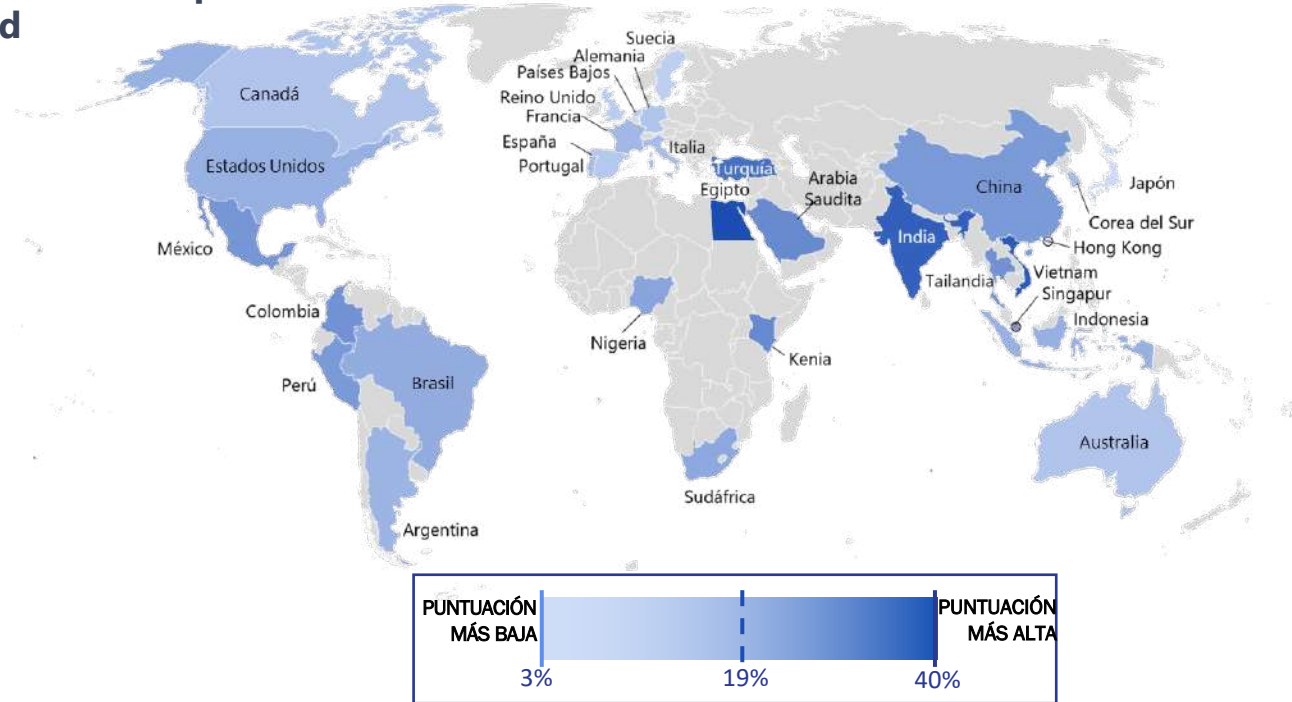 d
Suecia
Alemania
Países Bajos
Reino Unido
Francia
España
Portugal
Italia
Turquía
Egipto
Arabia
Saudita
Canadá
Estados Unidos
México
Colombia
Perú
Brasil
Argentina
Nigeria
Kenia
Sudáfrica
China
India
Japón
Corea del Sur
Hong Kong
Vietnam
Tailandia
Singapur
Indonesia
Australia
PUNTUACIÓN
MÁS BAJA
PUNTUACIÓN
MÁS ALTA
3%
19%
40%